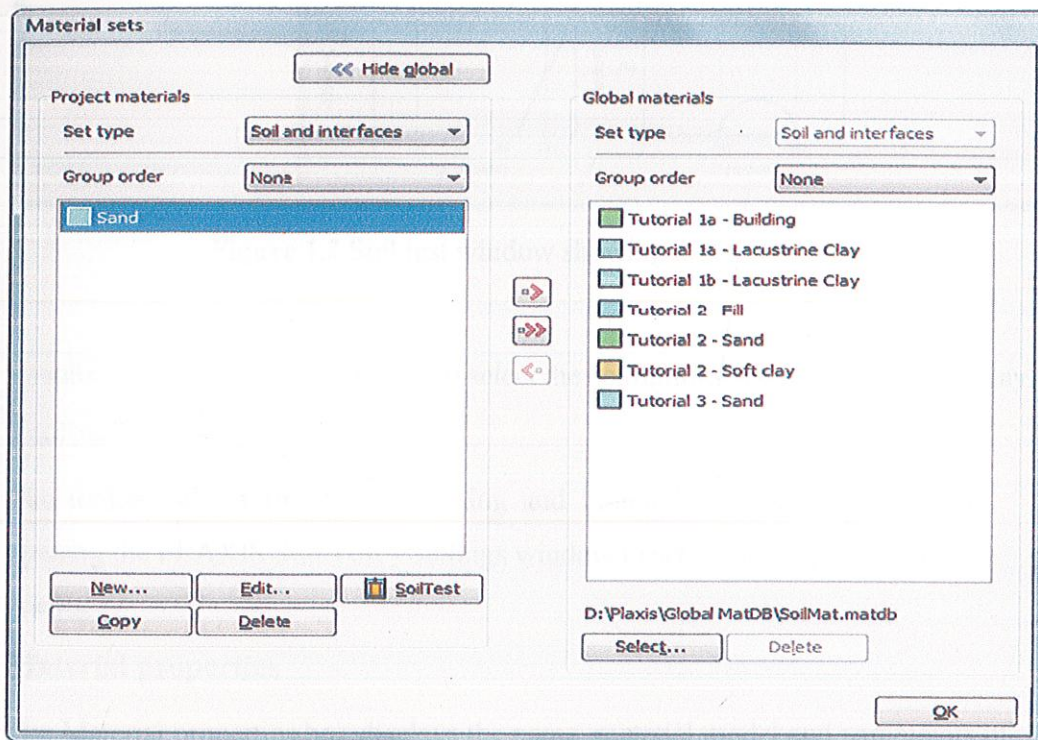 Material sets
<< Hide global
Project materials
Set type
Soil and interfaces
Group order
None
Sand
New...
Edit...
SoilTest
Copy
Delete
Global materials
Set type
Soil and interfaces
Group order
None
Tutorial 1a - Building
Tutorial 1a - Lacustrine Clay
Tutorial 1b - Lacustrine Clay
Tutorial 2 Fill
Tutorial 2 - Sand
Tutorial 2 - Soft clay
Tutorial 3 - Sand
D:\Plaxis\Global MatDB\SoilMat.matdb
Select...
Delete
OK